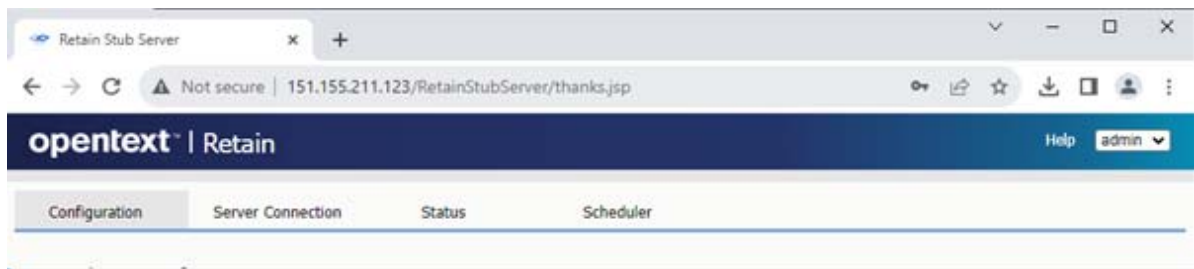 Retain Stub Server
Not secure | 151.155.211.123/RetainStubServer/thanks.jsp
opentext™ | Retain Help admin
Configuration Server Connection Status Scheduler